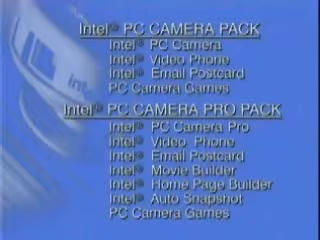 Intel® PC CAMERA PACK
Intel® PC Camera
Intel® Video Phone
Intel® Email Postcard
PC Camera Games
Intel® PC CAMERA PRO PACK
Intel® PC Camera Pro
Intel® Video Phone
Intel® Email Postcard
Intel® Movie Builder
Intel® Home Page Builder
Intel® Auto Snapshot
PC Camera Games